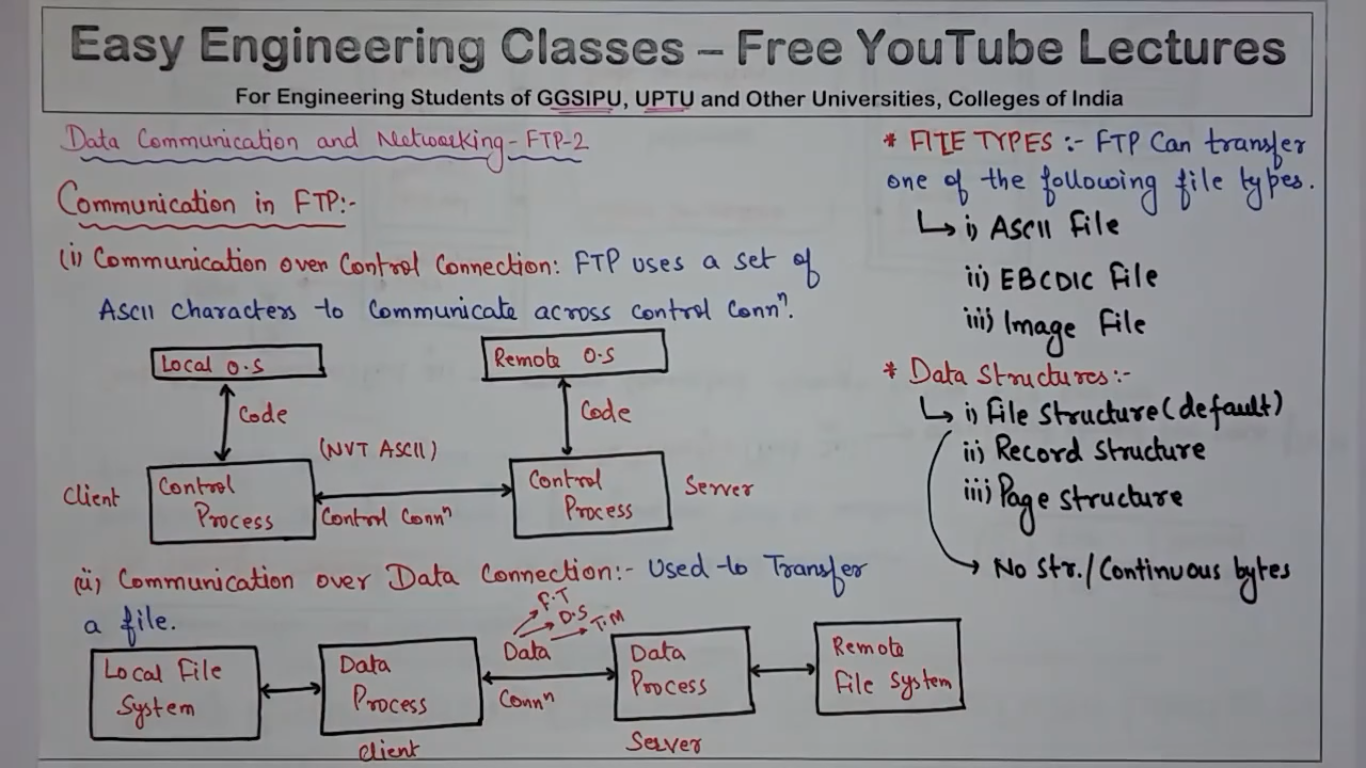 Easy Engineering Classes – Free YouTube Lectures
For Engineering Students of GGSIPU, UPTU and Other Universities, Colleges of India
Data Communication and Networking - FTP-2
Communication in FTP:-
(i) Communication over Control Connection: FTP uses a set of
ASCII characters to Communicate across control Connⁿ.
Local O.S
Remote O.S
Code
Code
(NVT ASCII)
Client
Control
Process
Control Connⁿ
Control
Process
Server
(ii) Communication over Data Connection:- Used to Transfer
a file.
F.T
D.S
T.M
Local File
System
Data
Process
Client
Data
Connⁿ
Data
Process
Server
Remote
File System
* FILE TYPES :- FTP Can transfer
one of the following file types.
↳ i) ASCII File
ii) EBCDIC File
iii) Image File
* Data Structures:-
↳ i) File Structure (default)
ii) Record Structure
iii) Page Structure
→ No Str./Continuous bytes